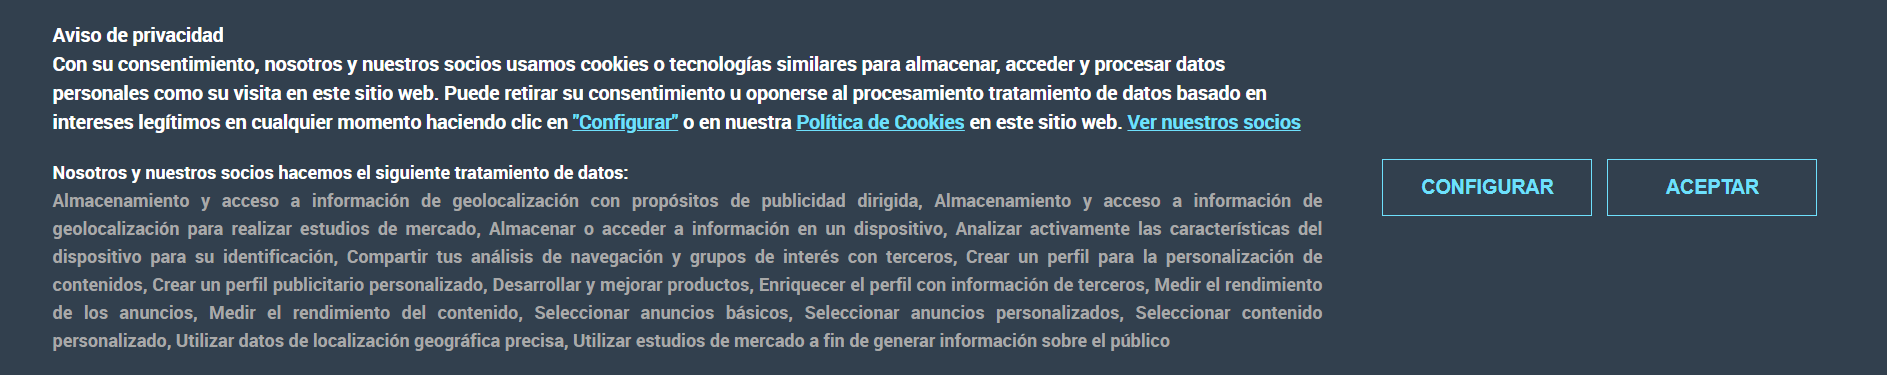 Aviso de privacidad
Con su consentimiento, nosotros y nuestros socios usamos cookies o tecnologías similares para almacenar, acceder y procesar datos
personales como su visita en este sitio web. Puede retirar su consentimiento u oponerse al procesamiento tratamiento de datos basado en
intereses legítimos en cualquier momento haciendo clic en "Configurar" o en nuestra Política de Cookies en este sitio web. Ver nuestros socios
Nosotros y nuestros socios hacemos el siguiente tratamiento de datos:
Almacenamiento y acceso a información de geolocalización con propósitos de publicidad dirigida, Almacenamiento y acceso a información de
geolocalización para realizar estudios de mercado, Almacenar o acceder a información en un dispositivo, Analizar activamente las características del
dispositivo para su identificación, Compartir tus análisis de navegación y grupos de interés con terceros, Crear un perfil para la personalización de
contenidos, Crear un perfil publicitario personalizado, Desarrollar y mejorar productos, Enriquecer el perfil con información de terceros, Medir el rendimiento
de los anuncios, Medir el rendimiento del contenido, Seleccionar anuncios básicos, Seleccionar anuncios personalizados, Seleccionar contenido
personalizado, Utilizar datos de localización geográfica precisa, Utilizar estudios de mercado a fin de generar información sobre el público
CONFIGURAR
ACEPTAR